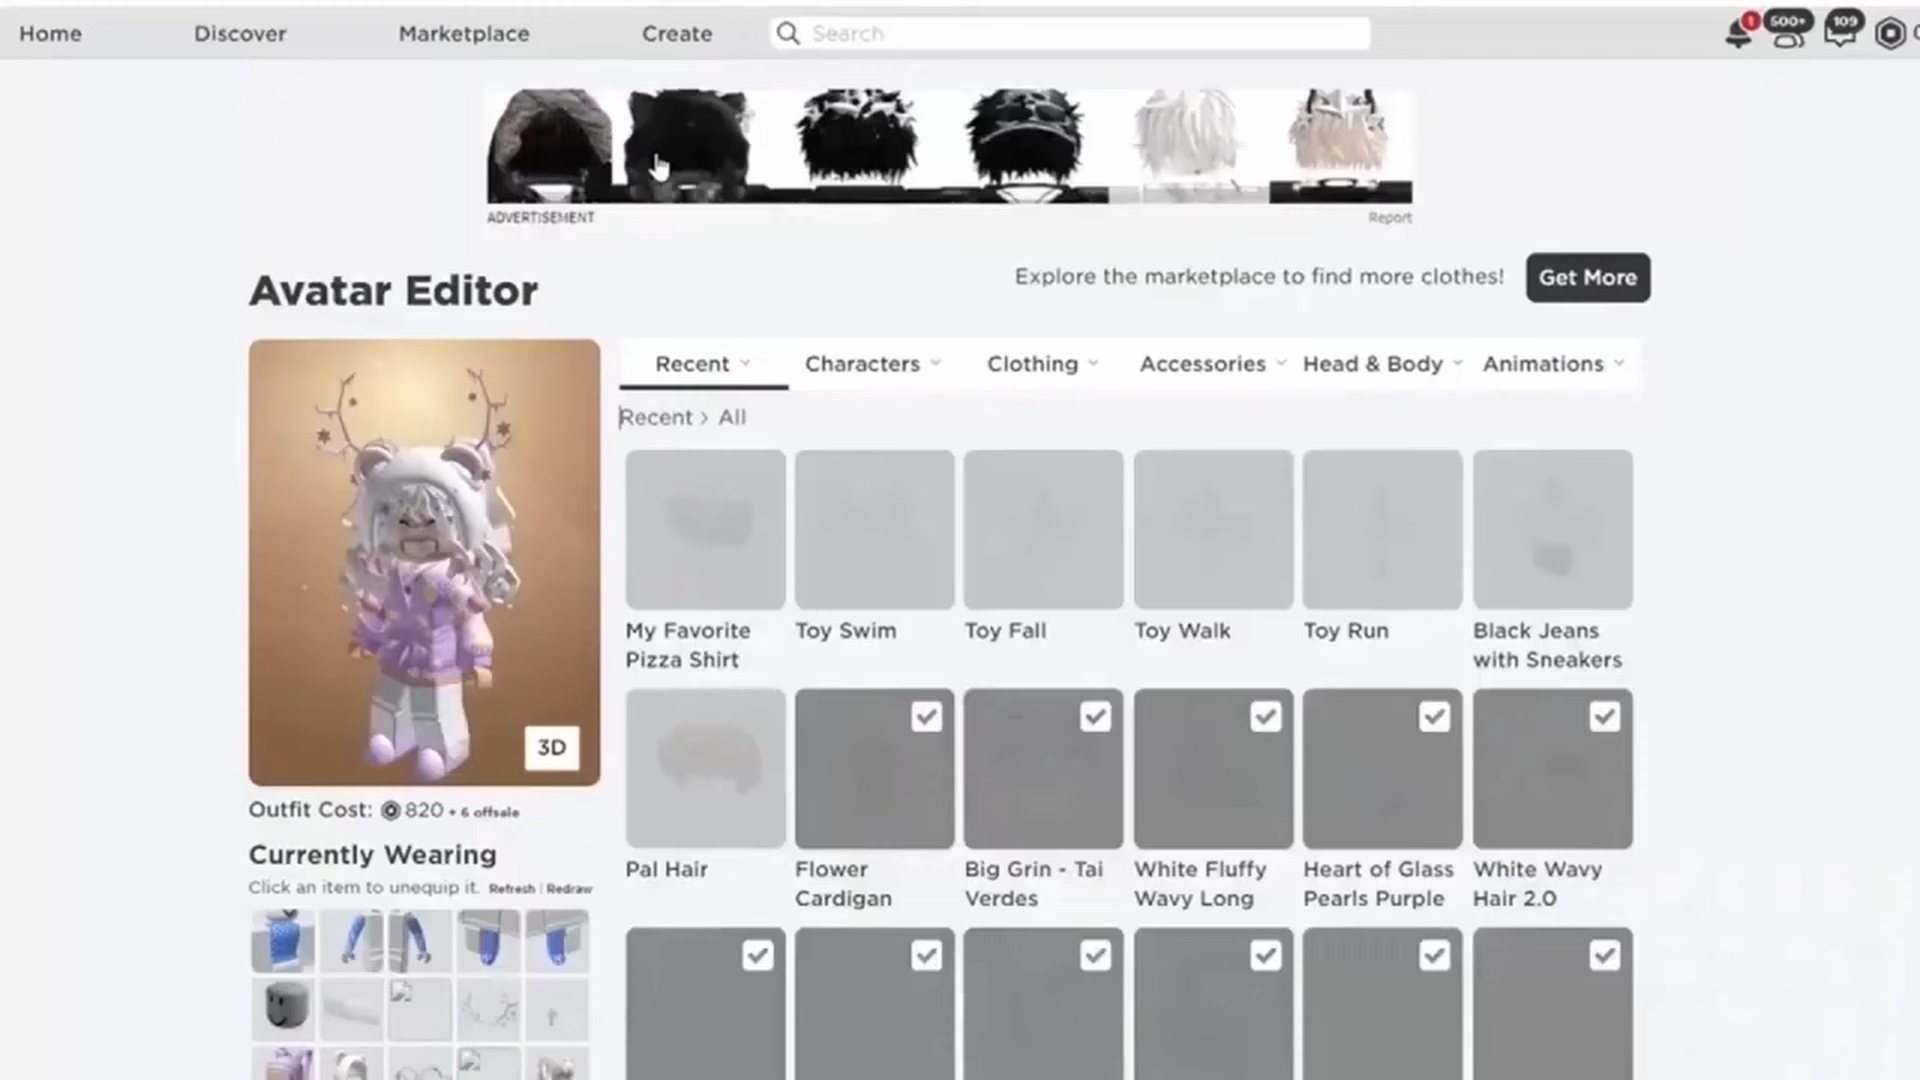 Home Discover Marketplace Create Search 1 500+ 109
ADVERTISEMENT Report
Avatar Editor
Explore the marketplace to find more clothes! Get More
Recent Characters Clothing Accessories Head & Body Animations
Recent > All
3D
Outfit Cost: 820 + 6 offsale
Currently Wearing
Click an item to unequip it. Refresh | Redraw
My Favorite
Pizza Shirt
Toy Swim
Toy Fall
Toy Walk
Toy Run
Black Jeans
with Sneakers
Pal Hair
Flower
Cardigan
Big Grin - Tai
Verdes
White Fluffy
Wavy Long
Heart of Glass
Pearls Purple
White Wavy
Hair 2.0